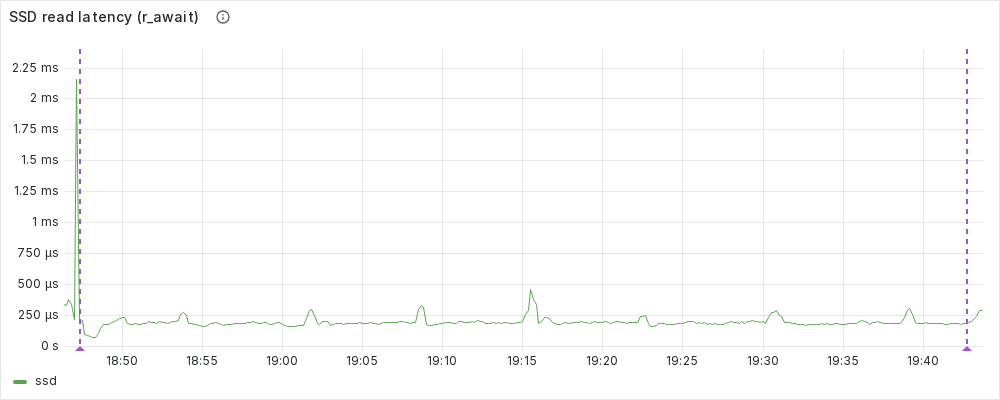 SSD read latency (r_await)
2.25 ms
2 ms
1.75 ms
1.5 ms
1.25 ms
1 ms
750 µs
500 µs
250 µs
0 s
18:50 18:55 19:00 19:05 19:10 19:15 19:20 19:25 19:30 19:35 19:40
ssd